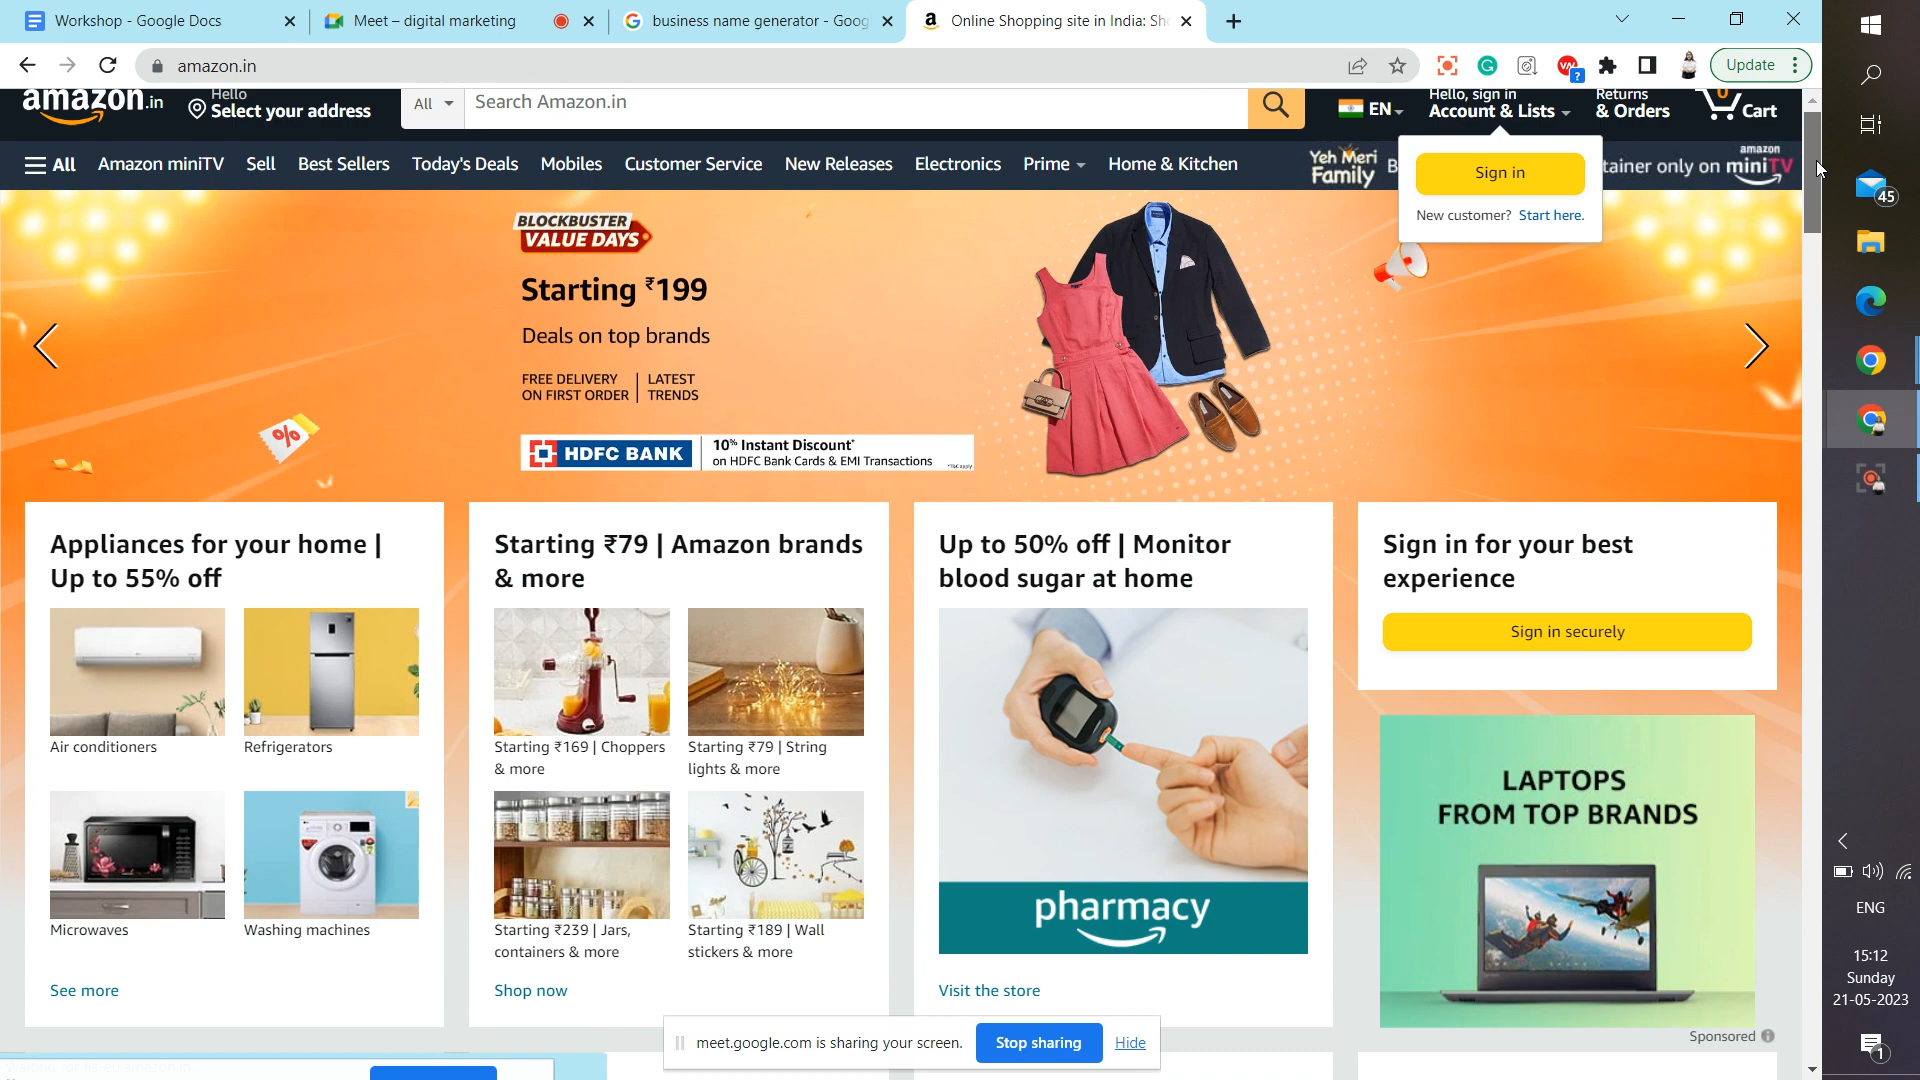 Workshop - Google Docs
Meet – digital marketing
business name generator - Goog
Online Shopping site in India: Sh
amazon.in
Update
amazon.in
Hello
Select your address
All
Search Amazon.in
EN
Hello, sign in
Account & Lists
Returns
& Orders
0
Cart
All
Amazon miniTV
Sell
Best Sellers
Today's Deals
Mobiles
Customer Service
New Releases
Electronics
Prime
Home & Kitchen
Yeh Meri
Family
B
tainer only on
amazon
miniTV
Sign in
New customer? Start here.
BLOCKBUSTER
VALUE DAYS
Starting ₹199
Deals on top brands
FREE DELIVERY
ON FIRST ORDER
LATEST
TRENDS
%
HDFC BANK
10% Instant Discount*
on HDFC Bank Cards & EMI Transactions
*T&C apply
Appliances for your home |
Up to 55% off
Air conditioners
Refrigerators
Microwaves
Washing machines
See more
Starting ₹79 | Amazon brands
& more
Starting ₹169 | Choppers
& more
Starting ₹79 | String
lights & more
Starting ₹239 | Jars,
containers & more
Starting ₹189 | Wall
stickers & more
Shop now
Up to 50% off | Monitor
blood sugar at home
pharmacy
Visit the store
Sign in for your best
experience
Sign in securely
LAPTOPS
FROM TOP BRANDS
Sponsored
meet.google.com is sharing your screen.
Stop sharing
Hide
45
ENG
15:12
Sunday
21-05-2023
1